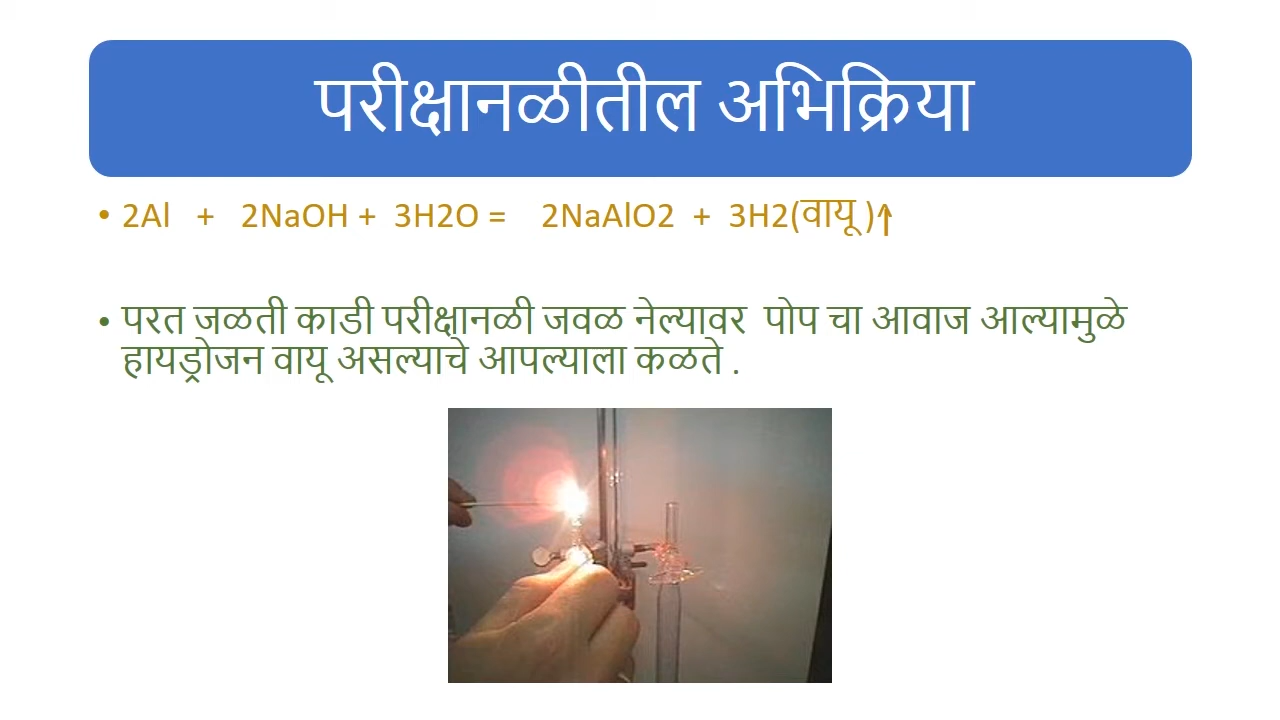 परीक्षानळीतील अभिक्रिया
• 2Al + 2NaOH + 3H2O = 2NaAlO2 + 3H2(वायू )↑
• परत जळती काडी परीक्षानळी जवळ नेल्यावर पोप चा आवाज आल्यामुळे
हायड्रोजन वायू असल्याचे आपल्याला कळते .